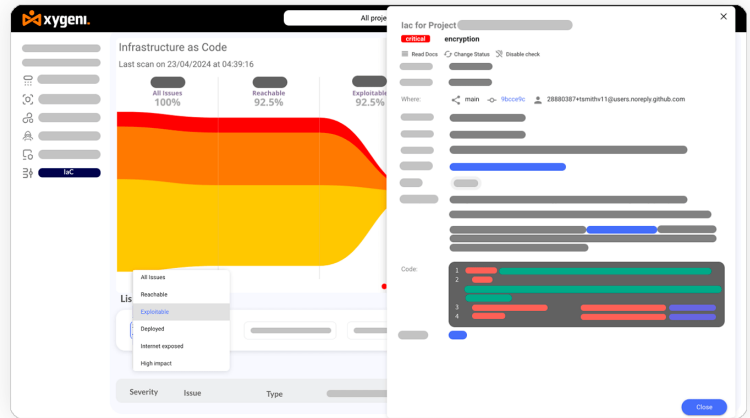 xygeni.
All proje
Infrastructure as Code
Last scan on 23/04/2024 at 04:39:16
All Issues
100%
Reachable
92.5%
Exploitable
92.5%
IaC
All Issues
Reachable
Exploitable
Deployed
Internet exposed
High impact
Lis
Severity Issue Type
Iac for Project
critical encryption
Read Docs Change Status Disable check
Where: main 9bcce9c 28880387+tsmithv11@users.noreply.github.com
Code:
1
2
3
4
Close